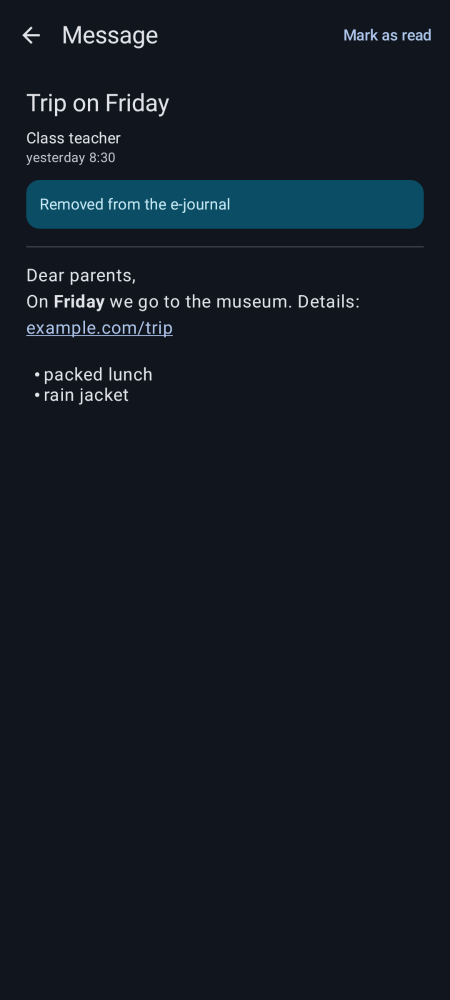 Message
Mark as read
Trip on Friday
Class teacher
yesterday 8:30
Removed from the e-journal
Dear parents,
On Friday we go to the museum. Details:
example.com/trip
• packed lunch
• rain jacket